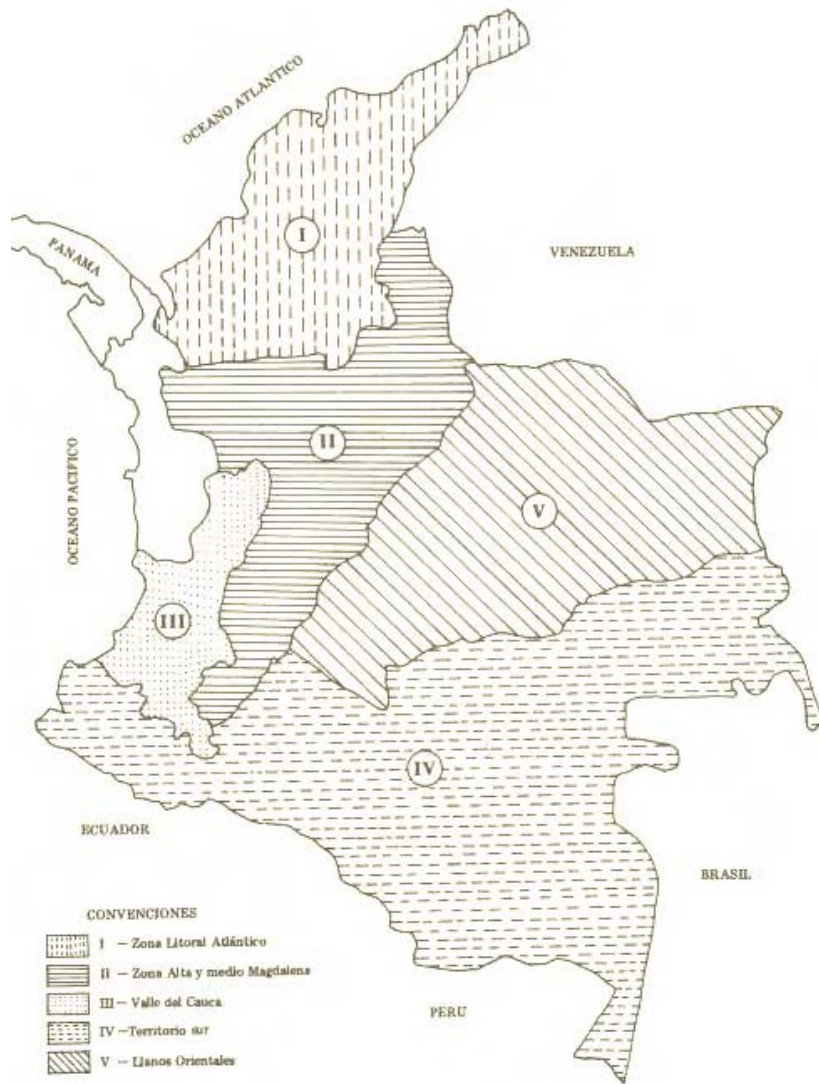 OCEANO ATLANTICO
PANAMA
I
VENEZUELA
II
OCEANO PACIFICO
V
III
IV
ECUADOR
BRASIL
CONVENCIONES
I — Zona Litoral Atlántico
II — Zona Alta y medio Magdalena
III — Valle del Cauca
IV — Territorio sur
V — Llanos Orientales
PERU